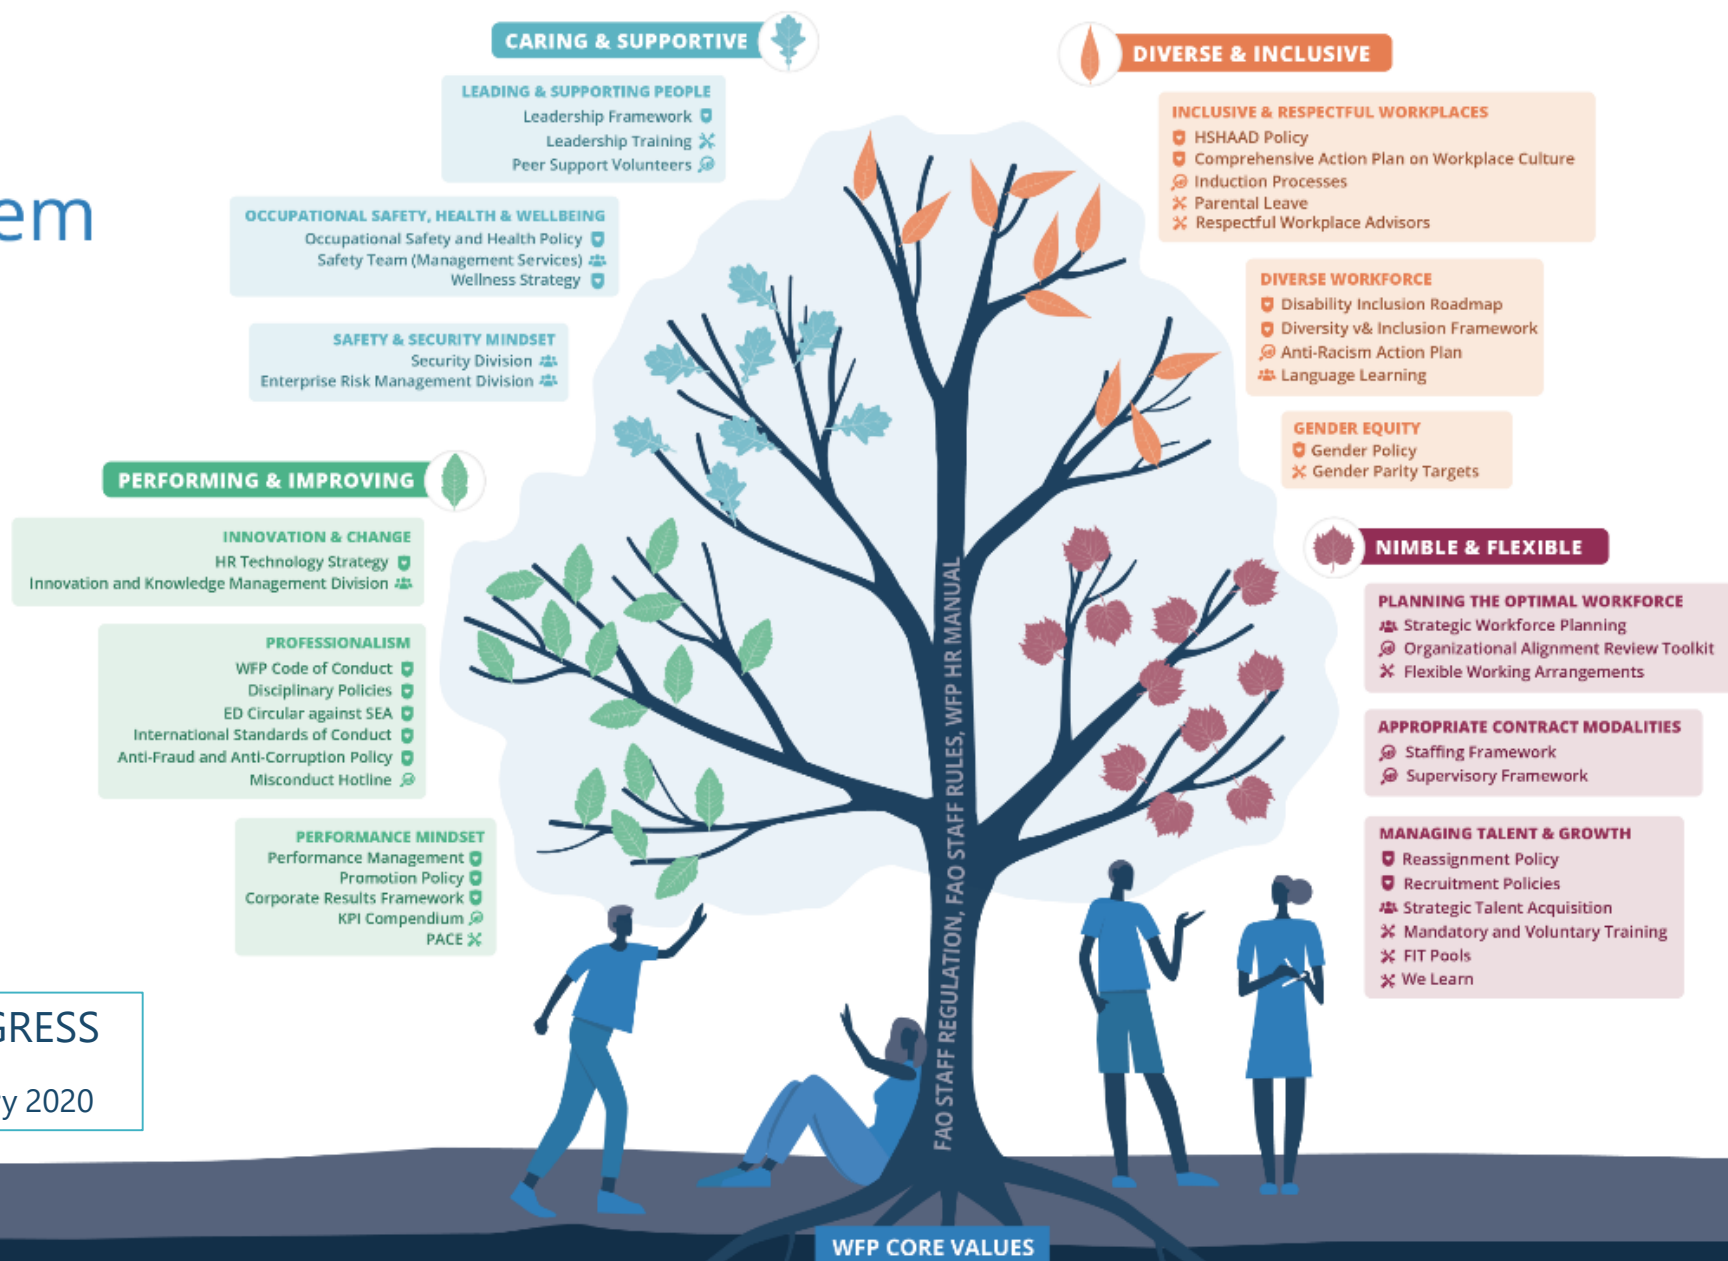 em
GRESS
ry 2020
CARING & SUPPORTIVE
LEADING & SUPPORTING PEOPLE
Leadership Framework
Leadership Training
Peer Support Volunteers
OCCUPATIONAL SAFETY, HEALTH & WELLBEING
Occupational Safety and Health Policy
Safety Team (Management Services)
Wellness Strategy
SAFETY & SECURITY MINDSET
Security Division
Enterprise Risk Management Division
PERFORMING & IMPROVING
INNOVATION & CHANGE
HR Technology Strategy
Innovation and Knowledge Management Division
PROFESSIONALISM
WFP Code of Conduct
Disciplinary Policies
ED Circular against SEA
International Standards of Conduct
Anti-Fraud and Anti-Corruption Policy
Misconduct Hotline
PERFORMANCE MINDSET
Performance Management
Promotion Policy
Corporate Results Framework
KPI Compendium
PACE
DIVERSE & INCLUSIVE
INCLUSIVE & RESPECTFUL WORKPLACES
HSHAAD Policy
Comprehensive Action Plan on Workplace Culture
Induction Processes
Parental Leave
Respectful Workplace Advisors
DIVERSE WORKFORCE
Disability Inclusion Roadmap
Diversity v& Inclusion Framework
Anti-Racism Action Plan
Language Learning
GENDER EQUITY
Gender Policy
Gender Parity Targets
NIMBLE & FLEXIBLE
PLANNING THE OPTIMAL WORKFORCE
Strategic Workforce Planning
Organizational Alignment Review Toolkit
Flexible Working Arrangements
APPROPRIATE CONTRACT MODALITIES
Staffing Framework
Supervisory Framework
MANAGING TALENT & GROWTH
Reassignment Policy
Recruitment Policies
Strategic Talent Acquisition
Mandatory and Voluntary Training
FIT Pools
We Learn
FAO STAFF REGULATION, FAO STAFF RULES, WFP HR MANUAL
WFP CORE VALUES